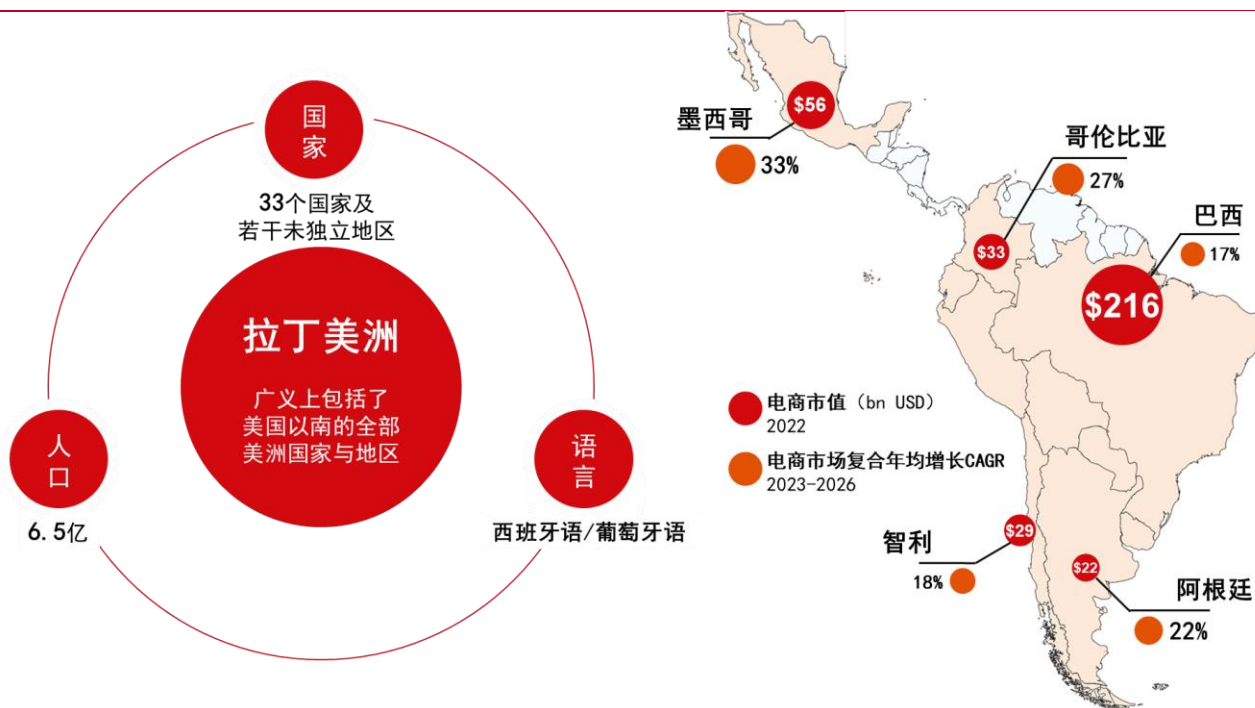 国
家
33个国家及
若干未独立地区
拉丁美洲
广义上包括了
美国以南的全部
美洲国家与地区
人
口
6.5亿
语
言
西班牙语/葡萄牙语
$56
墨西哥
33%
哥伦比亚
27%
$33
巴西
17%
$216
电商市值（bn USD）
2022
电商市场复合年均增长CAGR
2023-2026
$29
智利
18%
$22
阿根廷
22%